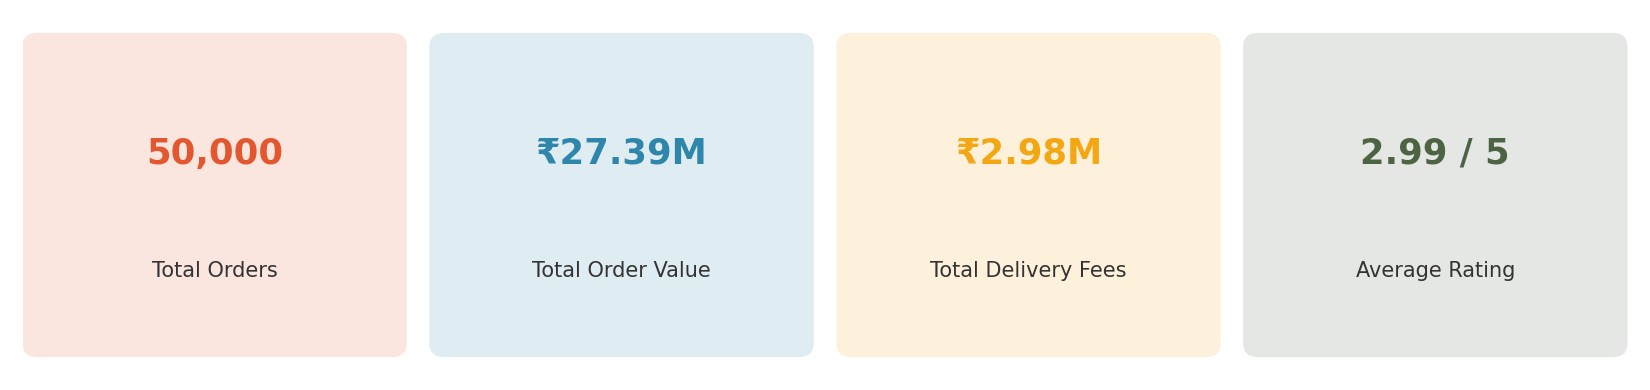 50,000
Total Orders
₹27.39M
Total Order Value
₹2.98M
Total Delivery Fees
2.99 / 5
Average Rating